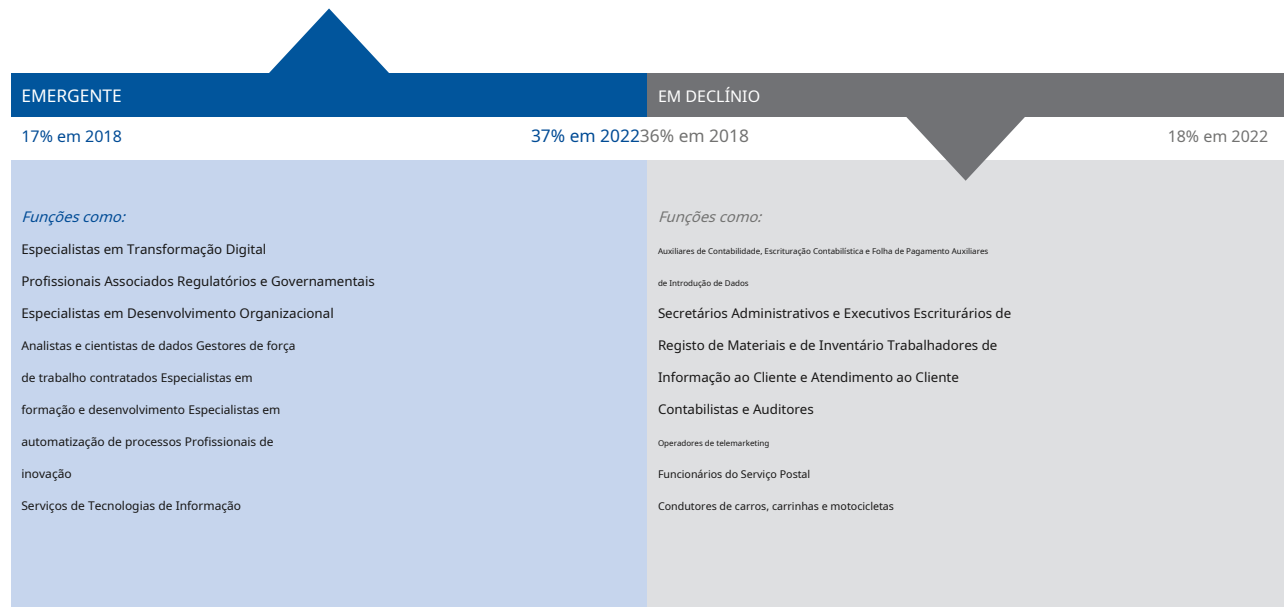 EMERGENTE
17% em 2018
37% em 2022
Funções como:
Especialistas em Transformação Digital
Profissionais Associados Regulatórios e Governamentais
Especialistas em Desenvolvimento Organizacional
Analistas e cientistas de dados Gestores de força
de trabalho contratados Especialistas em
formação e desenvolvimento Especialistas em
automatização de processos Profissionais de
inovação
Serviços de Tecnologias de Informação
EM DECLÍNIO
36% em 2018
18% em 2022
Funções como:
Auxiliares de Contabilidade, Escrituração Contabilística e Folha de Pagamento Auxiliares
de Introdução de Dados
Secretários Administrativos e Executivos Escriturários de
Registo de Materiais e de Inventário Trabalhadores de
Informação ao Cliente e Atendimento ao Cliente
Contabilistas e Auditores
Operadores de telemarketing
Funcionários do Serviço Postal
Condutores de carros, carrinhas e motocicletas